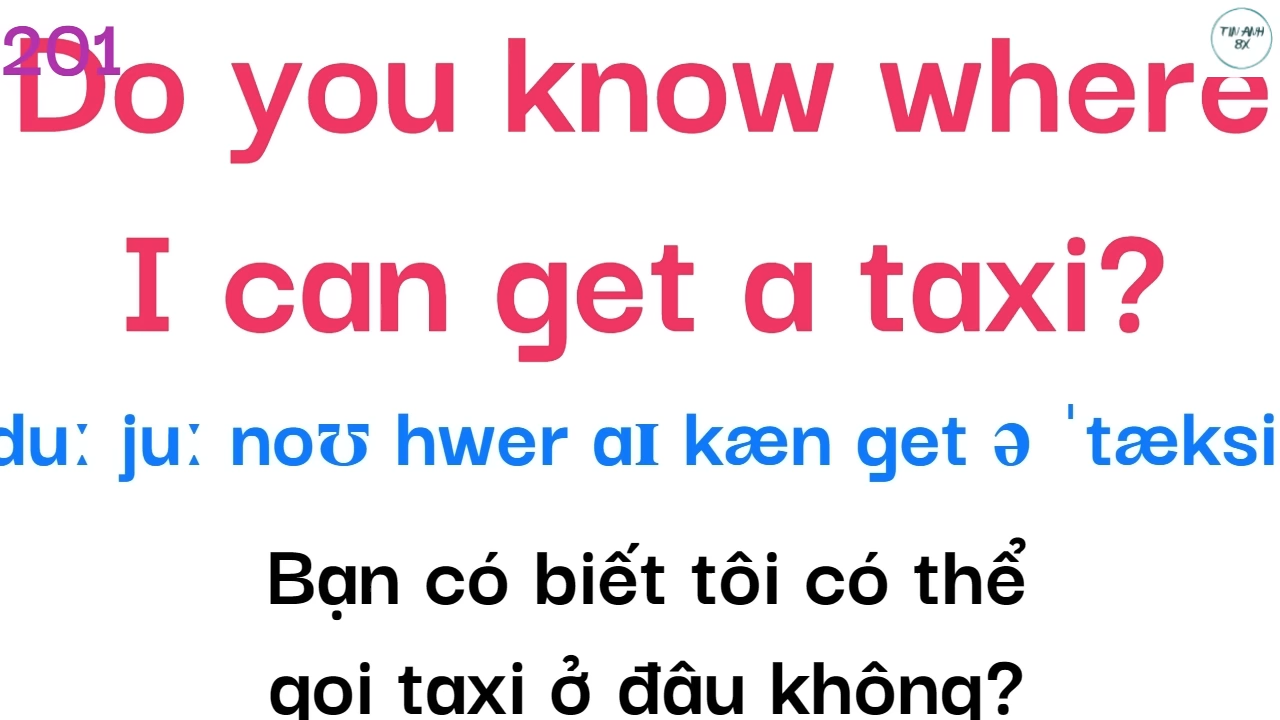 201
TIN ANH
8X
Do you know where
I can get a taxi?
duː juː noʊ hwer aɪ kæn get ə ˈtæksi
Bạn có biết tôi có thể
gọi taxi ở đâu không?